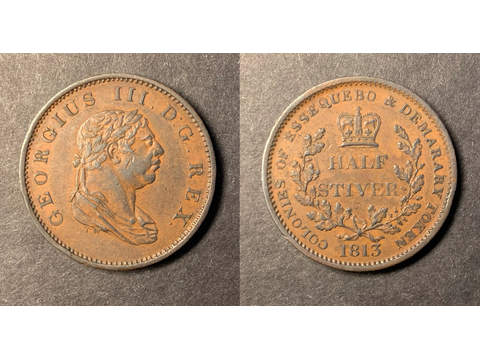 GEORGIUS III D.G. REX.
COLONIES OF ESSEQUEBO & DEMARARY TOKEN
HALF
STIVER
1813